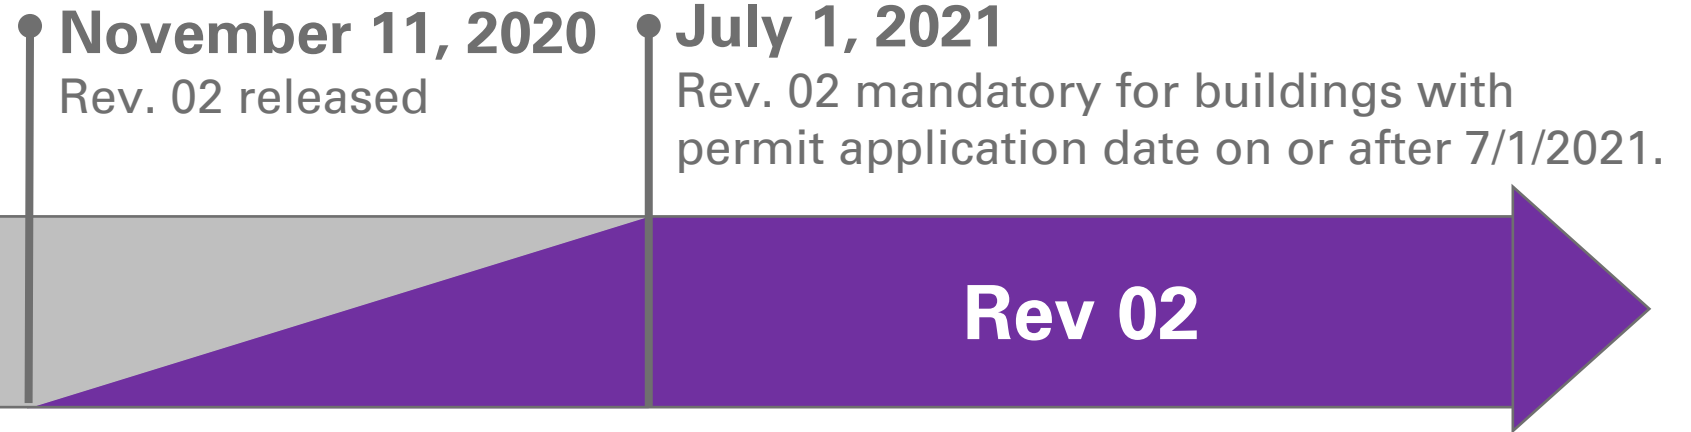 November 11, 2020
Rev. 02 released
July 1, 2021
Rev. 02 mandatory for buildings with
permit application date on or after 7/1/2021.
Rev 02